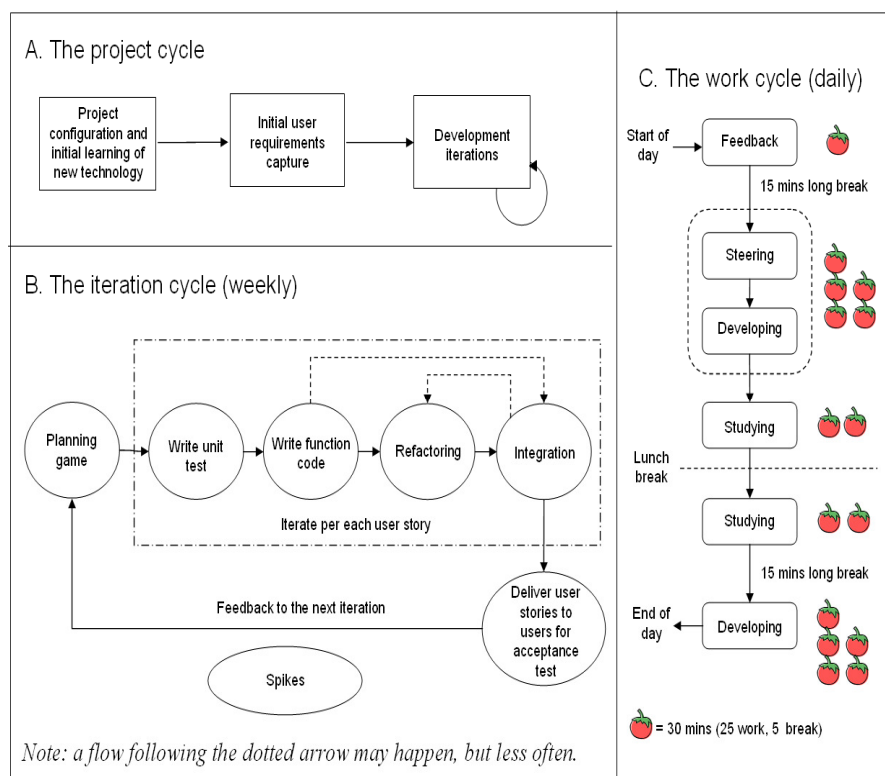 A. The project cycle
Project
configuration and
initial learning of
new technology
Initial user
requirements
capture
Development
iterations
B. The iteration cycle (weekly)
Planning
game
Write unit
test
Write function
code
Refactoring
Integration
Iterate per each user story
Deliver user
stories to
users for
acceptance
test
Feedback to the next iteration
Spikes
Note: a flow following the dotted arrow may happen, but less often.
C. The work cycle (daily)
Start of
day
Feedback
15 mins long break
Steering
Developing
Studying
Lunch
break
Studying
15 mins long break
End of
day
Developing
= 30 mins (25 work, 5 break)